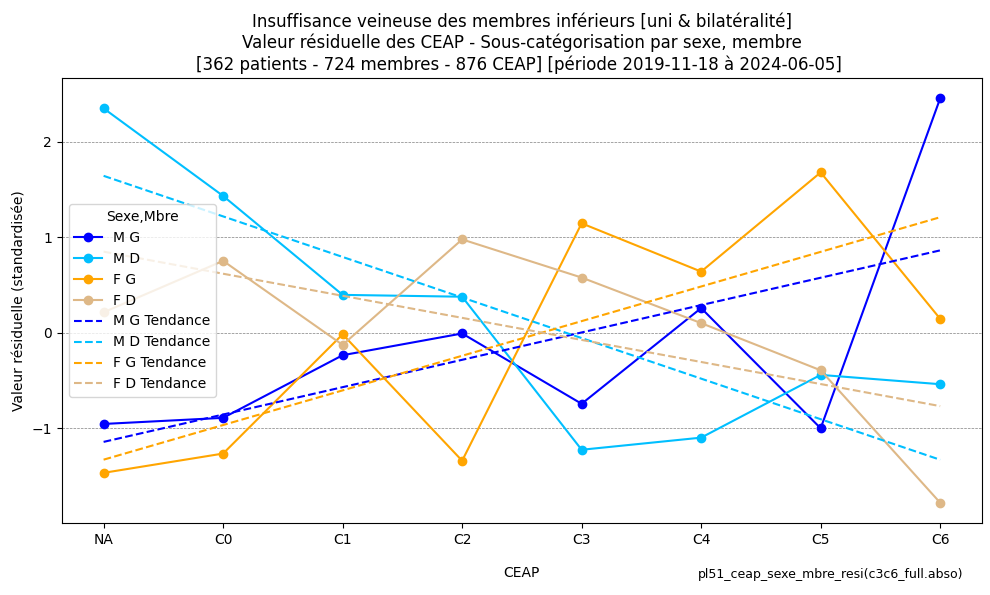 Insuffisance veineuse des membres inférieurs [uni & bilatéralité]
Valeur résiduelle des CEAP - Sous-catégorisation par sexe, membre
[362 patients - 724 membres - 876 CEAP] [période 2019-11-18 à 2024-06-05]
Valeur résiduelle (standardisée)
2
1
0
−1
Sexe,Mbre
M G
M D
F G
F D
M G Tendance
M D Tendance
F G Tendance
F D Tendance
NA C0 C1 C2 C3 C4 C5 C6
CEAP
pl51_ceap_sexe_mbre_resi(c3c6_full.abso)